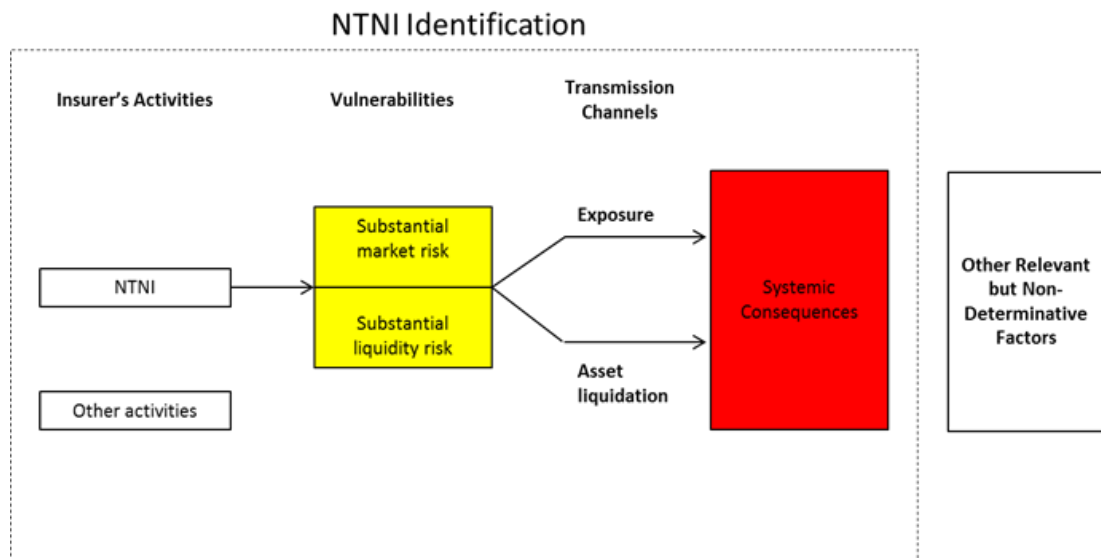 NTNI Identification
Insurer’s Activities
Vulnerabilities
Transmission
Channels
NTNI
Other activities
Substantial
market risk
Substantial
liquidity risk
Exposure
Asset
liquidation
Systemic
Consequences
Other Relevant
but Non-
Determinative
Factors